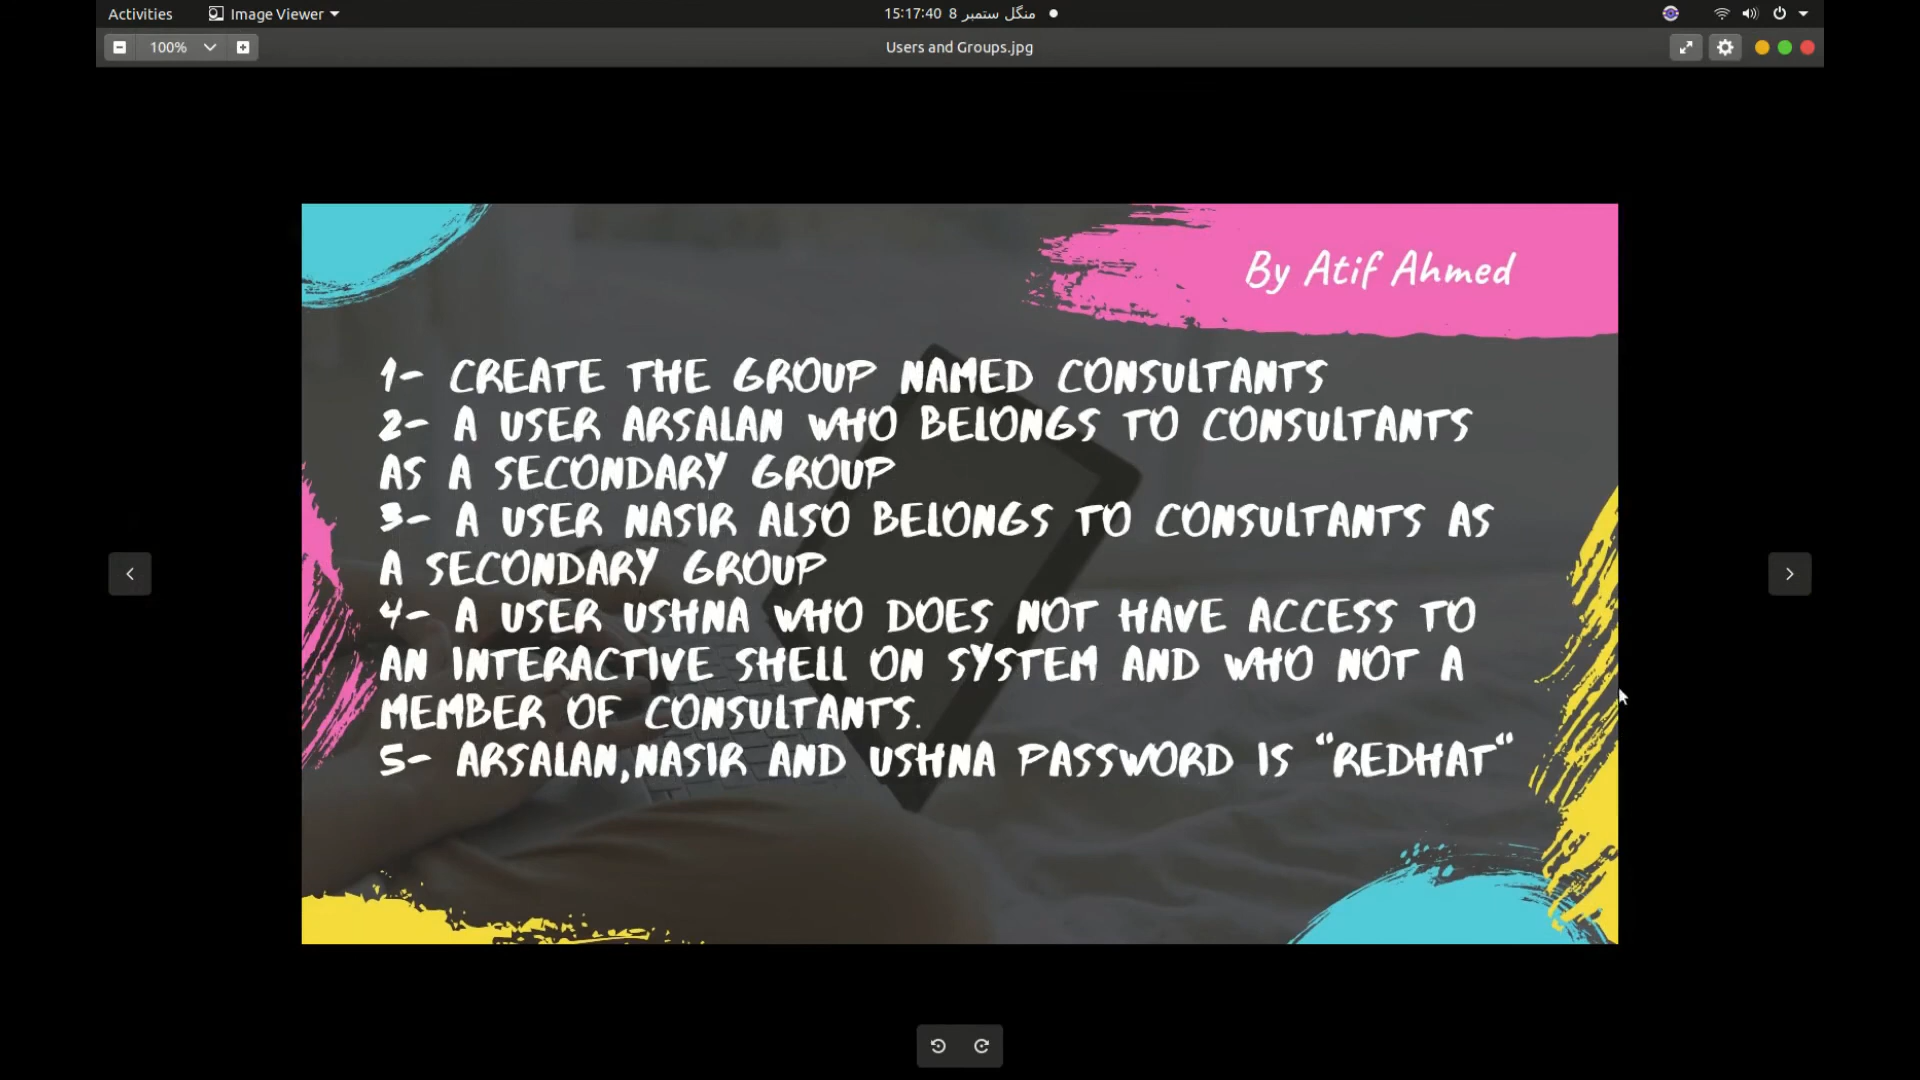 Activities
Image Viewer
منگل ستمبر 8 15:17:40
100%
Users and Groups.jpg
By Atif Ahmed
1- CREATE THE GROUP NAMED CONSULTANTS
2- A USER ARSALAN WHO BELONGS TO CONSULTANTS
AS A SECONDARY GROUP
3- A USER NASIR ALSO BELONGS TO CONSULTANTS AS
A SECONDARY GROUP
4- A USER USHNA WHO DOES NOT HAVE ACCESS TO
AN INTERACTIVE SHELL ON SYSTEM AND WHO NOT A
MEMBER OF CONSULTANTS.
5- ARSALAN,NASIR AND USHNA PASSWORD IS “REDHAT“